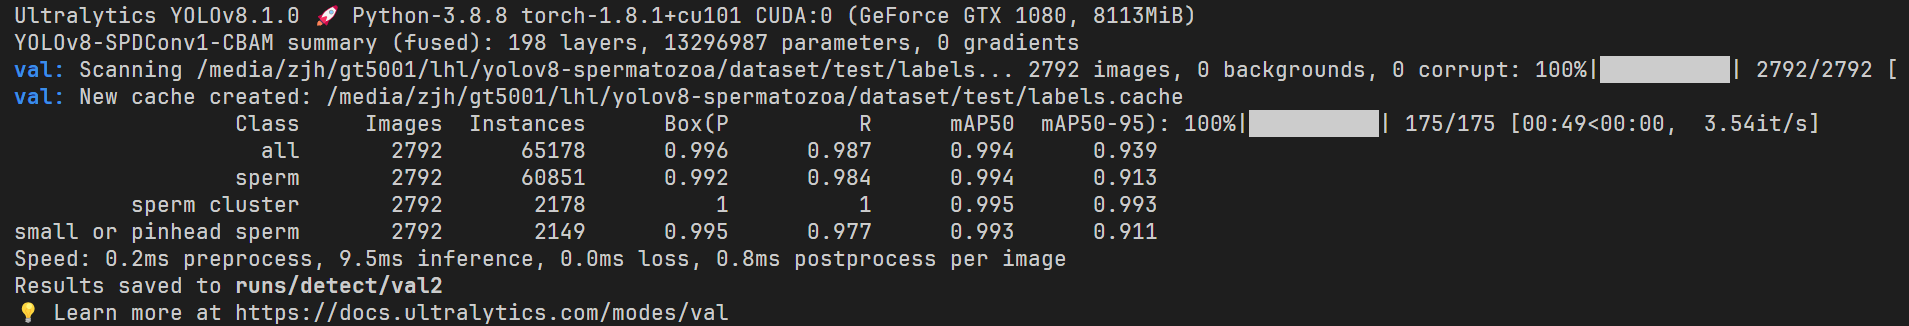 Ultralytics YOLOv8.1.0 🚀 Python-3.8.8 torch-1.8.1+cu101 CUDA:0 (GeForce GTX 1080, 8113MiB)
YOLOv8-SPDConv1-CBAM summary (fused): 198 layers, 13296987 parameters, 0 gradients
val: Scanning /media/zjh/gt5001/lhl/yolov8-spermatozoa/dataset/test/labels... 2792 images, 0 backgrounds, 0 corrupt: 100%|██████████| 2792/2792 [
val: New cache created: /media/zjh/gt5001/lhl/yolov8-spermatozoa/dataset/test/labels.cache
Class Images Instances Box(P R mAP50 mAP50-95): 100%|██████████| 175/175 [00:49<00:00, 3.54it/s]
all 2792 65178 0.996 0.987 0.994 0.939
sperm 2792 60851 0.992 0.984 0.994 0.913
sperm cluster 2792 2178 1 1 0.995 0.993
small or pinhead sperm 2792 2149 0.995 0.977 0.993 0.911
Speed: 0.2ms preprocess, 9.5ms inference, 0.0ms loss, 0.8ms postprocess per image
Results saved to runs/detect/val2
💡 Learn more at https://docs.ultralytics.com/modes/val